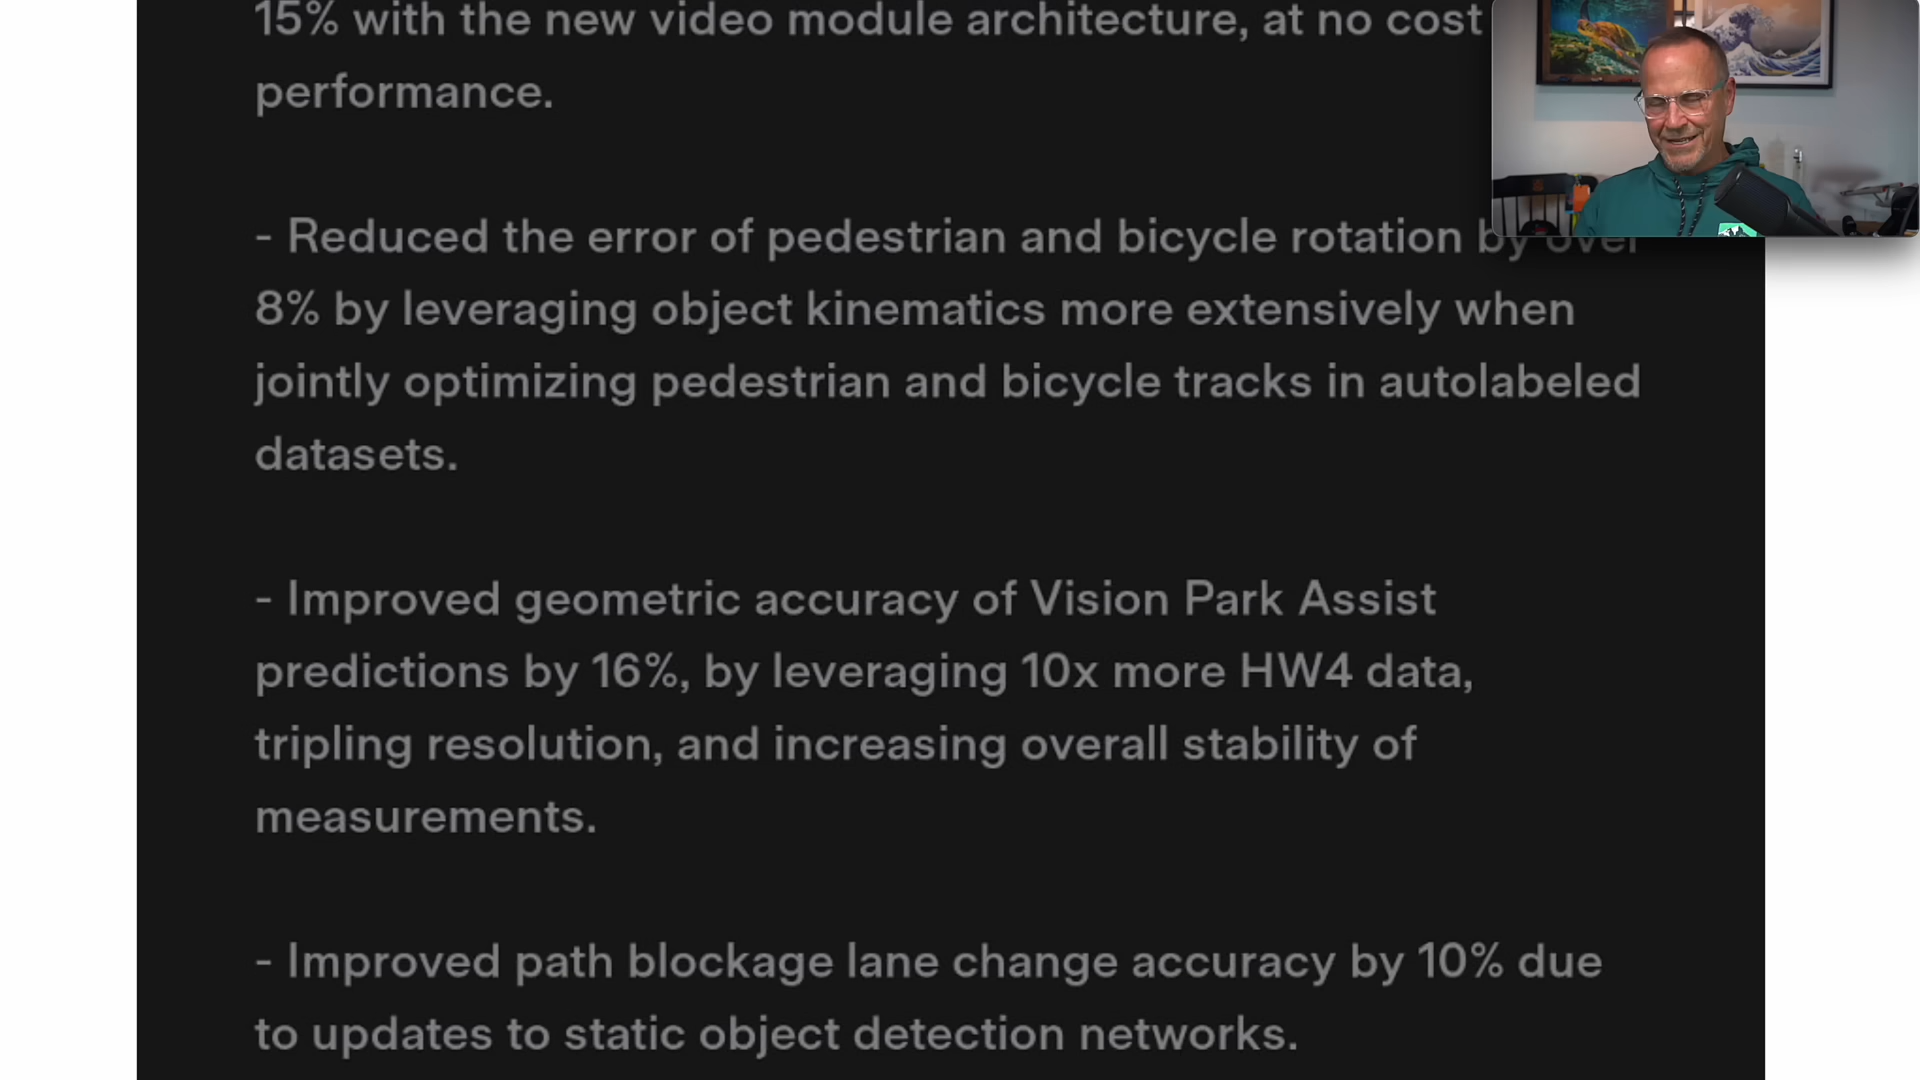 15% with the new video module architecture, at no cost
performance.
- Reduced the error of pedestrian and bicycle rotation by over
8% by leveraging object kinematics more extensively when
jointly optimizing pedestrian and bicycle tracks in autolabeled
datasets.
- Improved geometric accuracy of Vision Park Assist
predictions by 16%, by leveraging 10x more HW4 data,
tripling resolution, and increasing overall stability of
measurements.
- Improved path blockage lane change accuracy by 10% due
to updates to static object detection networks.